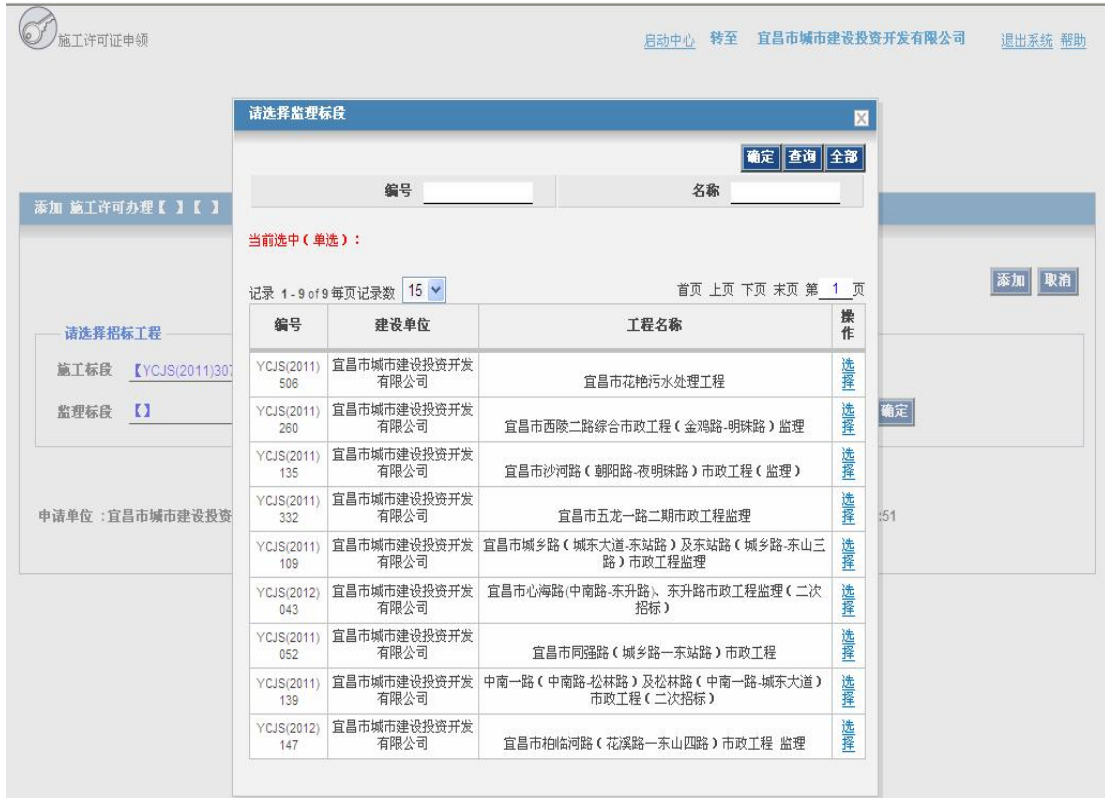 施工许可证申领
启动中心 转至 宜昌市城市建设投资开发有限公司 退出系统 帮助
请选择监理标段
确定 查询 全部
编号 名称
添加 施工许可办理【 】【 】
当前选中(单选):
添加 取消
记录 1 - 9 of 9 每页记录数 15 首页 上页 下页 末页 第 1 页
编号 建设单位 工程名称 操作
请选择招标工程
施工标段 【YCJS(2011)307
监理标段 【】
确定
YCJS(2011)506 宜昌市城市建设投资开发有限公司 宜昌市花艳污水处理工程 选择
YCJS(2011)260 宜昌市城市建设投资开发有限公司 宜昌市西陵二路综合市政工程(金鸡路-明珠路)监理 选择
YCJS(2011)135 宜昌市城市建设投资开发有限公司 宜昌市沙河路(朝阳路-夜明珠路)市政工程(监理) 选择
YCJS(2011)332 宜昌市城市建设投资开发有限公司 宜昌市五龙一路二期市政工程监理 选择
申请单位 :宜昌市城市建设投资
:51
YCJS(2011)109 宜昌市城市建设投资开发有限公司 宜昌市城乡路(城东大道-东站路)及东站路(城乡路-东山三路)市政工程监理 选择
YCJS(2012)043 宜昌市城市建设投资开发有限公司 宜昌市心海路(中南路-东升路)、东升路市政工程监理(二次招标) 选择
YCJS(2011)052 宜昌市城市建设投资开发有限公司 宜昌市同强路(城乡路一东站路)市政工程 选择
YCJS(2011)139 宜昌市城市建设投资开发有限公司 中南一路(中南路-松林路)及松林路(中南一路-城东大道)市政工程(二次招标) 选择
YCJS(2012)147 宜昌市城市建设投资开发有限公司 宜昌市柏临河路(花溪路一东山四路)市政工程 监理 选择